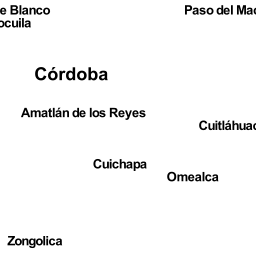 e Blanco
ocuila
Paso del Mac
Córdoba
Amatlán de los Reyes
Cuitláhuac
Cuichapa
Omealca
Zongolica